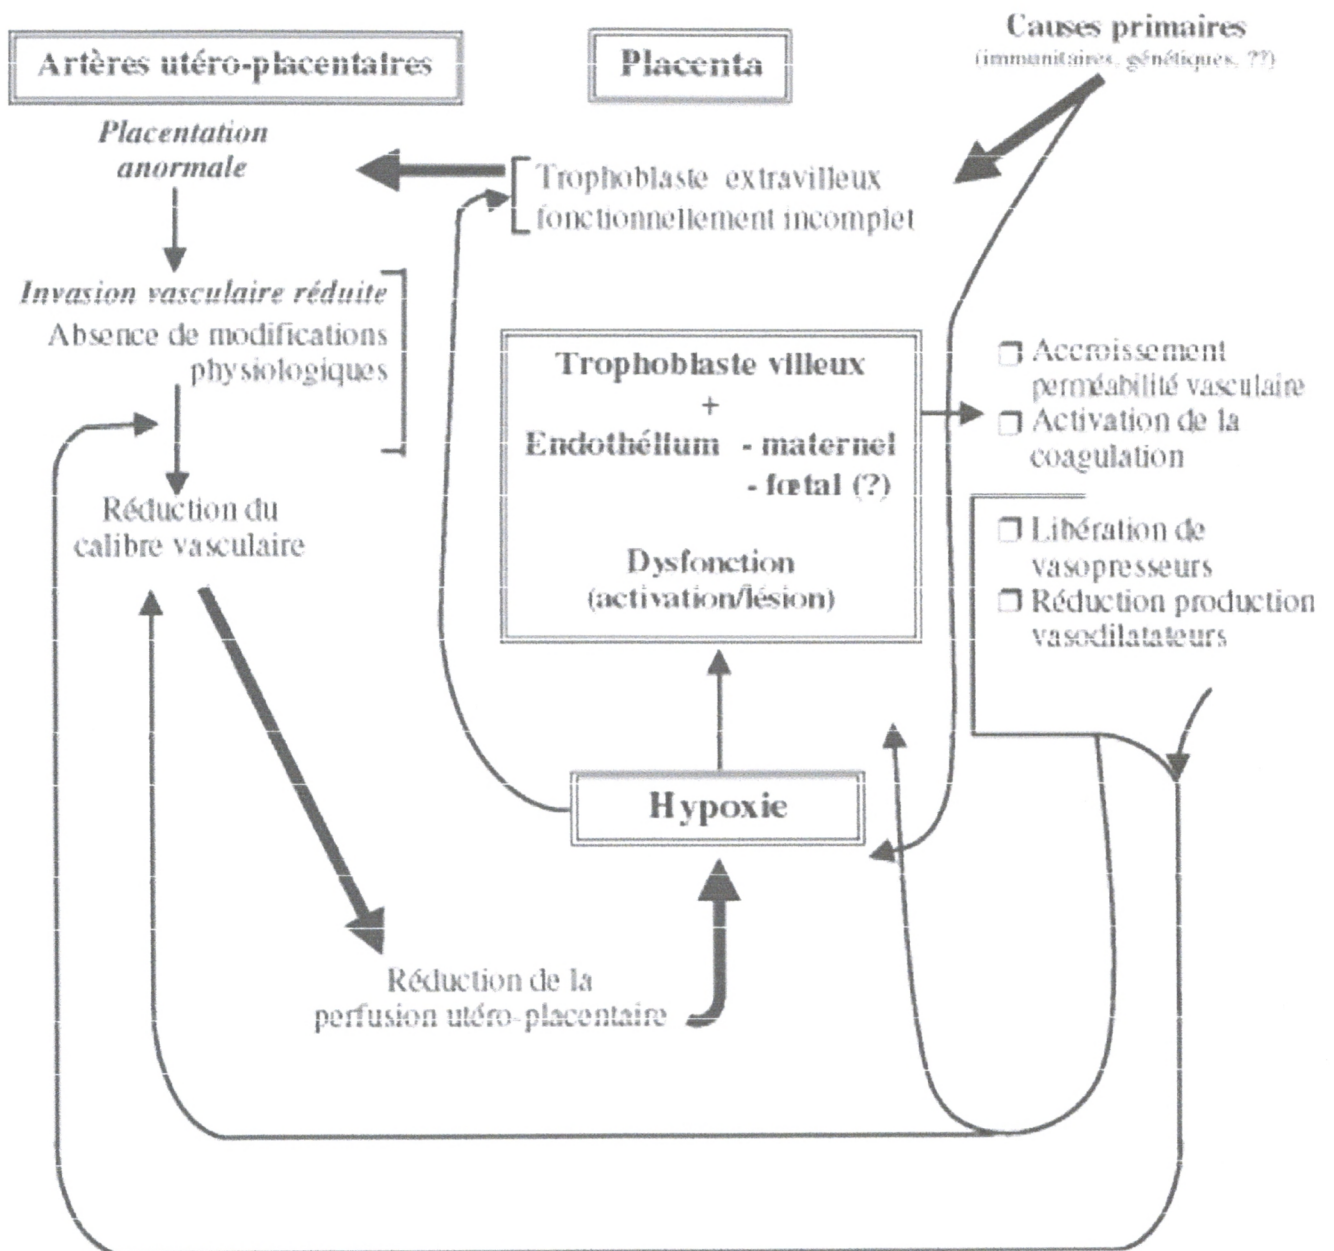 Artères utéro-placentaires
Placenta
Causes primaires
(immunitaires, génétiques, ??)
Placentation
anormale
Trophoblaste extravilleux
fonctionnellement incomplet
Invasion vasculaire réduite
Absence de modifications
physiologiques
Réduction du
calibre vasculaire
Trophoblaste villeux
+
Endothélium - maternel
- fœtal (?)
Dysfonction
(activation/lésion)
❒ Accroissement
perméabilité vasculaire
❒ Activation de la
coagulation
❒ Libération de
vasopresseurs
❒ Réduction production
vasodilatateurs
Hypoxie
Réduction de la
perfusion utéro-placentaire